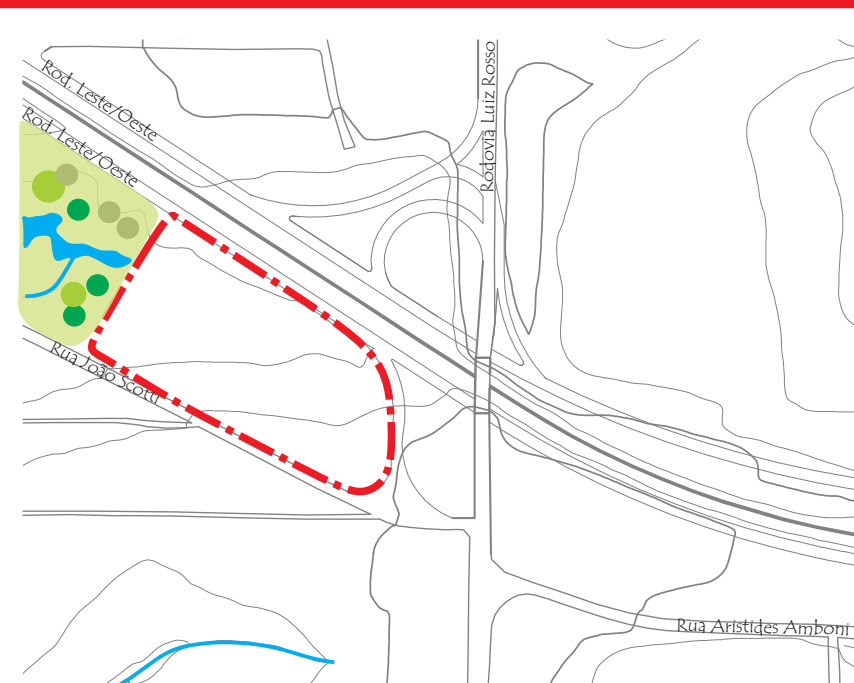 Rod. Leste/Oeste
Rod. Leste/Oeste
Rodovia Luiz Rosso
Rua João Scotti
Rua Aristides Amboni